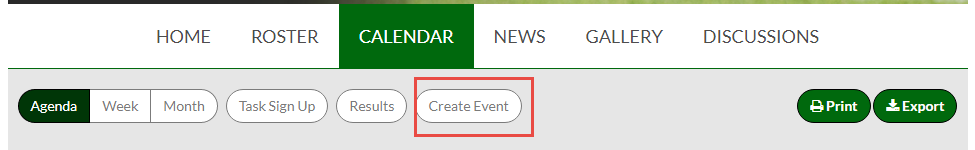 HOME ROSTER CALENDAR NEWS GALLERY DISCUSSIONS
Agenda Week Month Task Sign Up Results Create Event Print Export